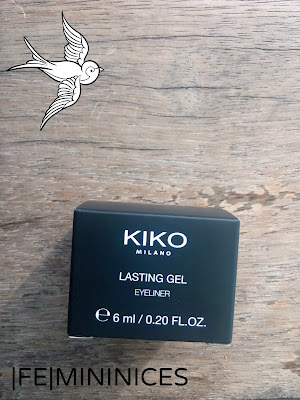 KIKO
MILANO
LASTING GEL
EYELINER
℮ 6 ml / 0.20 FL.OZ.
|FE|MININICES